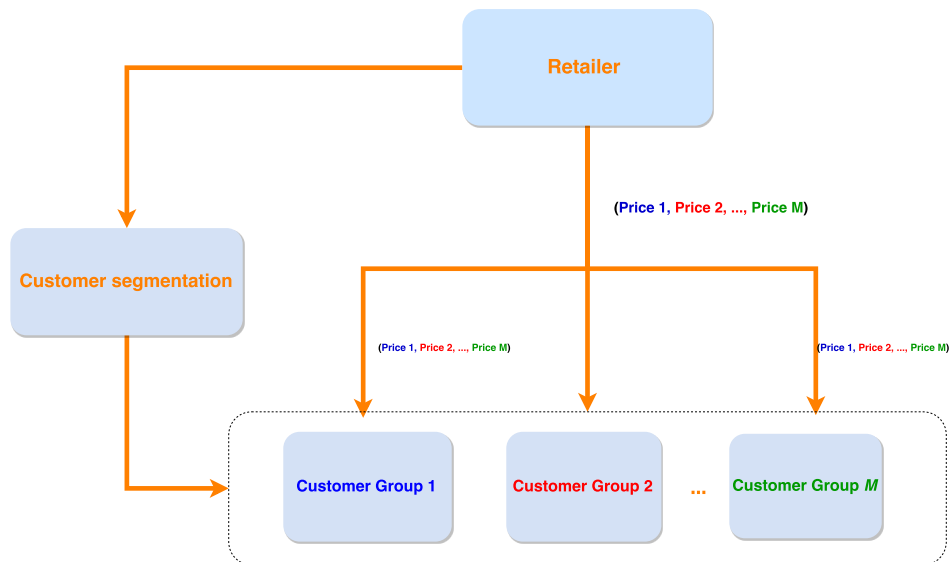 Retailer
(Price 1, Price 2, ..., Price M)
Customer segmentation
(Price 1, Price 2, ..., Price M)
(Price 1, Price 2, ..., Price M)
Customer Group 1
Customer Group 2
...
Customer Group M